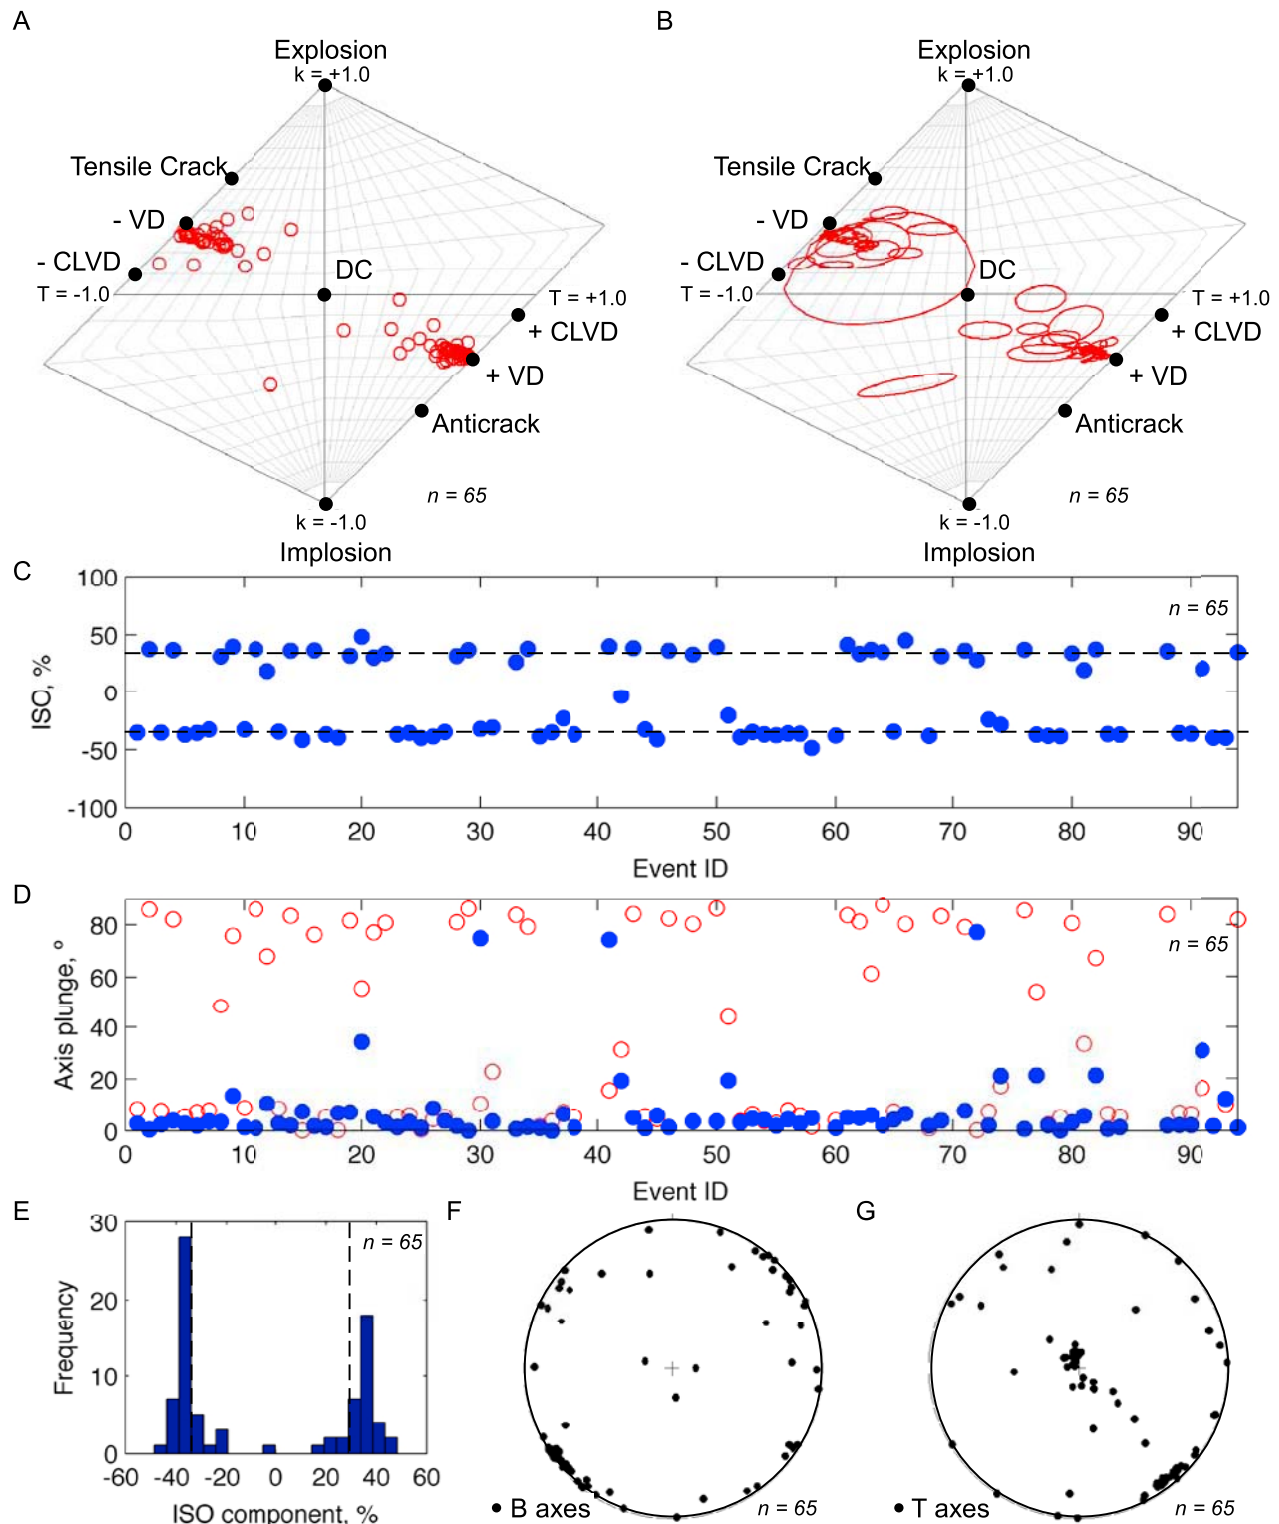 A
B
Explosion
k = +1.0
Explosion
k = +1.0
Tensile Crack
Tensile Crack
- VD
- VD
- CLVD
DC
- CLVD
DC
T = -1.0
T = +1.0
T = -1.0
T = +1.0
+ CLVD
+ CLVD
+ VD
+ VD
Anticrack
Anticrack
n = 65
n = 65
k = -1.0
k = -1.0
Implosion
Implosion
C
100
50
0
-50
-100
ISO, %
n = 65
0 10 20 30 40 50 60 70 80 90
Event ID
D
80
60
40
20
0
Axis plunge, º
n = 65
0 10 20 30 40 50 60 70 80 90
Event ID
E
30
20
10
0
Frequency
n = 65
-60 -40 -20 0 20 40 60
ISO component, %
F
B axes
n = 65
G
T axes
n = 65